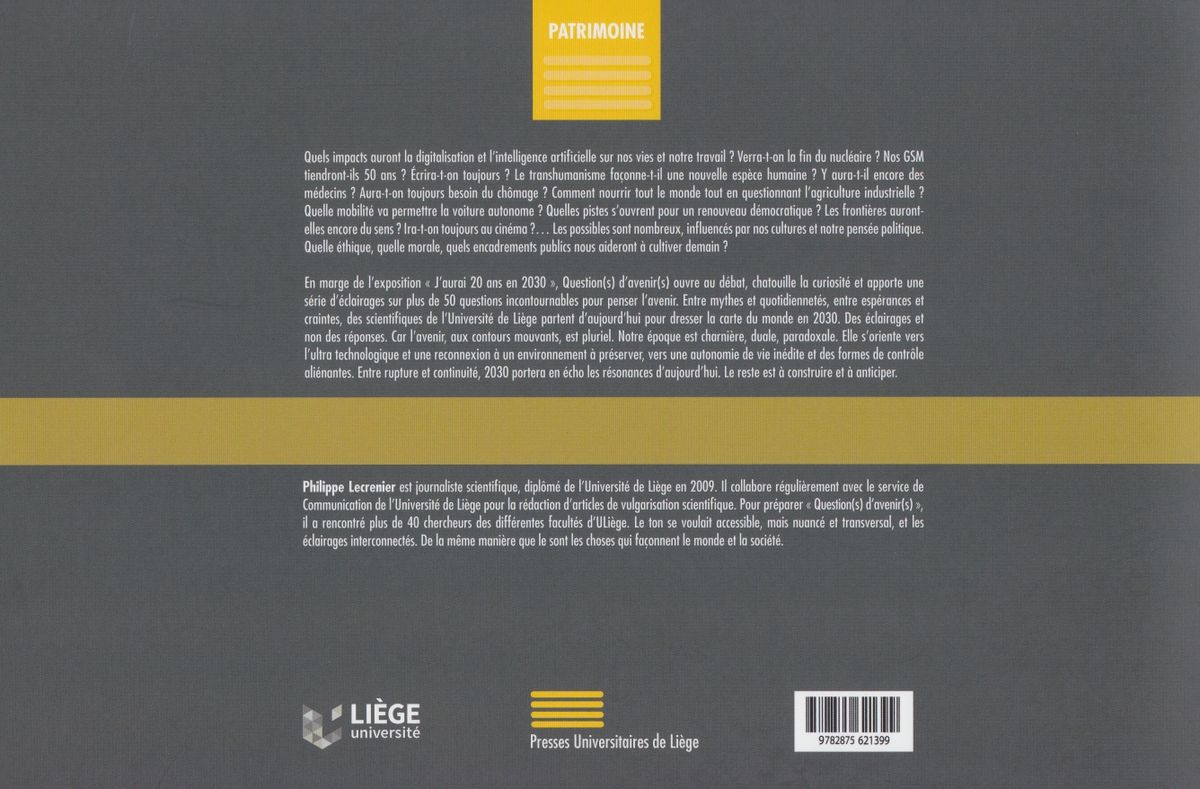 PATRIMOINE
Quels impacts auront la digitalisation et l'intelligence artificielle sur nos vies et notre travail ? Verra-t-on la fin du nucléaire ? Nos GSM
tiendront-ils 50 ans ? Écrira-t-on toujours ? Le transhumanisme façonne-t-il une nouvelle espèce humaine ? Y aura-t-il encore des
médecins ? Aura-t-on toujours besoin du chômage ? Comment nourrir tout le monde tout en questionnant l'agriculture industrielle ?
Quelle mobilité va permettre la voiture autonome ? Quelles pistes s'ouvrent pour un renouveau démocratique ? Les frontières auront-
elles encore du sens ? Ira-t-on toujours au cinéma ?… Les possibles sont nombreux, influencés par nos cultures et notre pensée politique.
Quelle éthique, quelle morale, quels encadrements publics nous aideront à cultiver demain ?
En marge de l'exposition « J'aurai 20 ans en 2030 », Question(s) d'avenir(s) ouvre au débat, chatouille la curiosité et apporte une
série d'éclairages sur plus de 50 questions incontournables pour penser l'avenir. Entre mythes et quotidiennetés, entre espérances et
craintes, des scientifiques de l'Université de Liège partent d'aujourd'hui pour dresser la carte du monde en 2030. Des éclairages et
non des réponses. Car l'avenir, aux contours mouvants, est pluriel. Notre époque est charnière, duale, paradoxale. Elle s'oriente vers
l'ultra technologique et une reconnexion à un environnement à préserver, vers une autonomie de vie inédite et des formes de contrôle
aliénantes. Entre rupture et continuité, 2030 portera en écho les résonances d'aujourd'hui. Le reste est à construire et à anticiper.
Philippe Lecrenier est journaliste scientifique, diplômé de l'Université de Liège en 2009. Il collabore régulièrement avec le service de
Communication de l'Université de Liège pour la rédaction d'articles de vulgarisation scientifique. Pour préparer « Question(s) d'avenir(s) »,
il a rencontré plus de 40 chercheurs des différentes facultés d'ULiège. Le ton se voulait accessible, mais nuancé et transversal, et les
éclairages interconnectés. De la même manière que le sont les choses qui façonnent le monde et la société.
LIÈGE
université
Presses Universitaires de Liège
9782875 621399